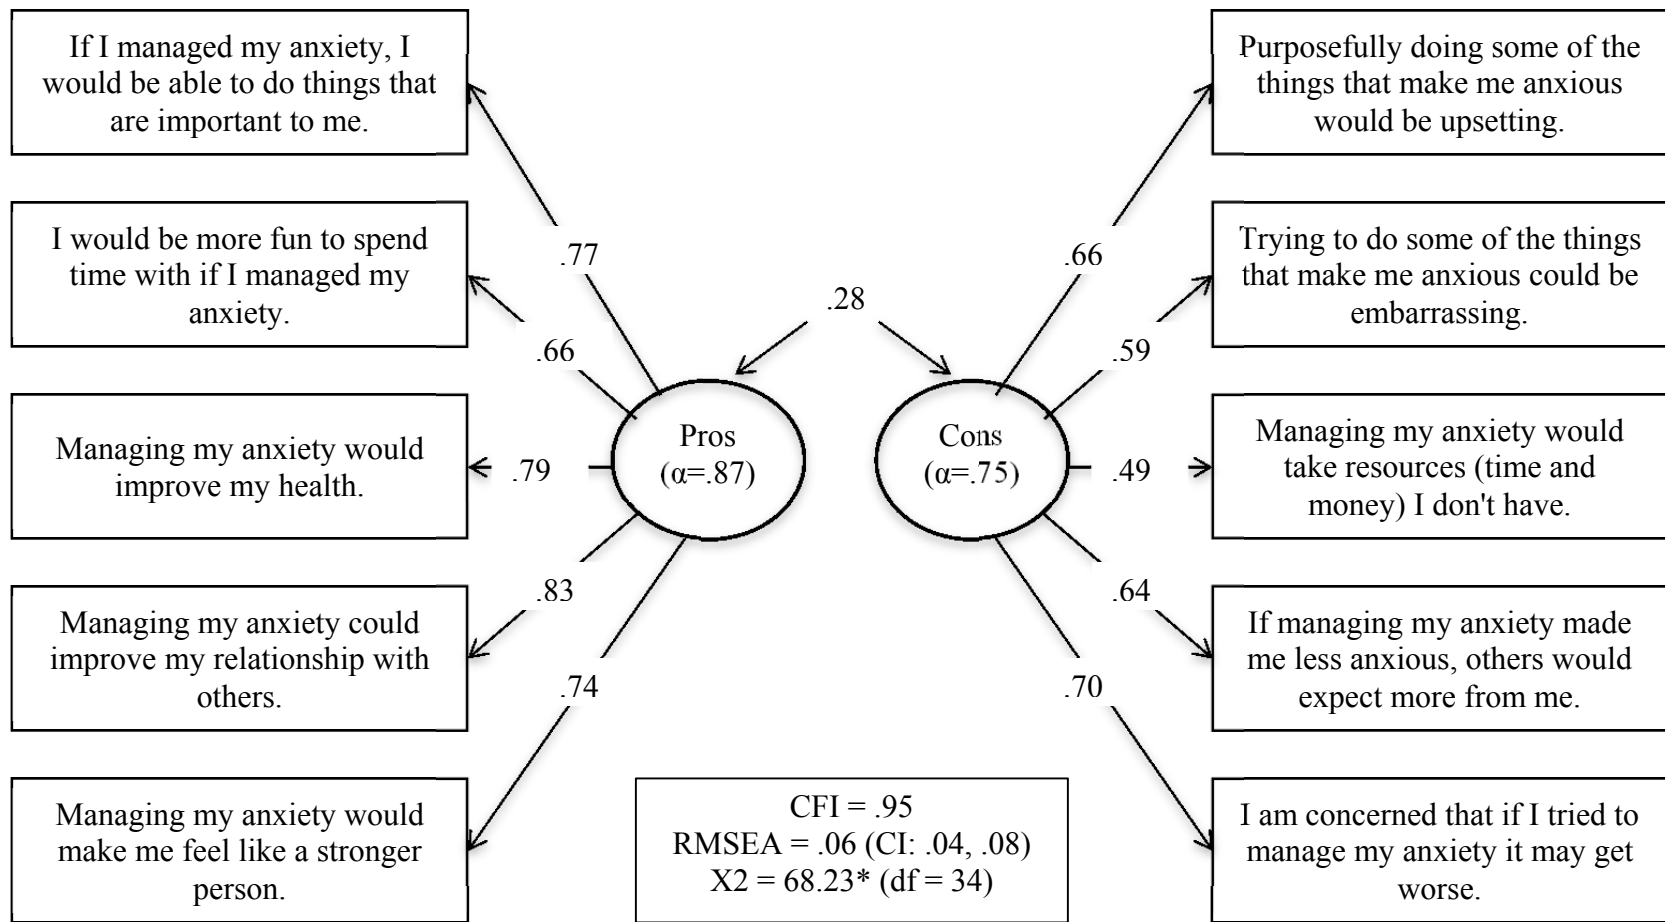 If I managed my anxiety, I
would be able to do things that
are important to me.
I would be more fun to spend
time with if I managed my
anxiety.
Managing my anxiety would
improve my health.
Managing my anxiety could
improve my relationship with
others.
Managing my anxiety would
make me feel like a stronger
person.
.77
.66
.79
.83
.74
Pros
(α=.87)
.28
Cons
(α=.75)
.66
.59
.49
.64
.70
Purposefully doing some of the
things that make me anxious
would be upsetting.
Trying to do some of the things
that make me anxious could be
embarrassing.
Managing my anxiety would
take resources (time and
money) I don't have.
If managing my anxiety made
me less anxious, others would
expect more from me.
I am concerned that if I tried to
manage my anxiety it may get
worse.
CFI = .95
RMSEA = .06 (CI: .04, .08)
X2 = 68.23* (df = 34)